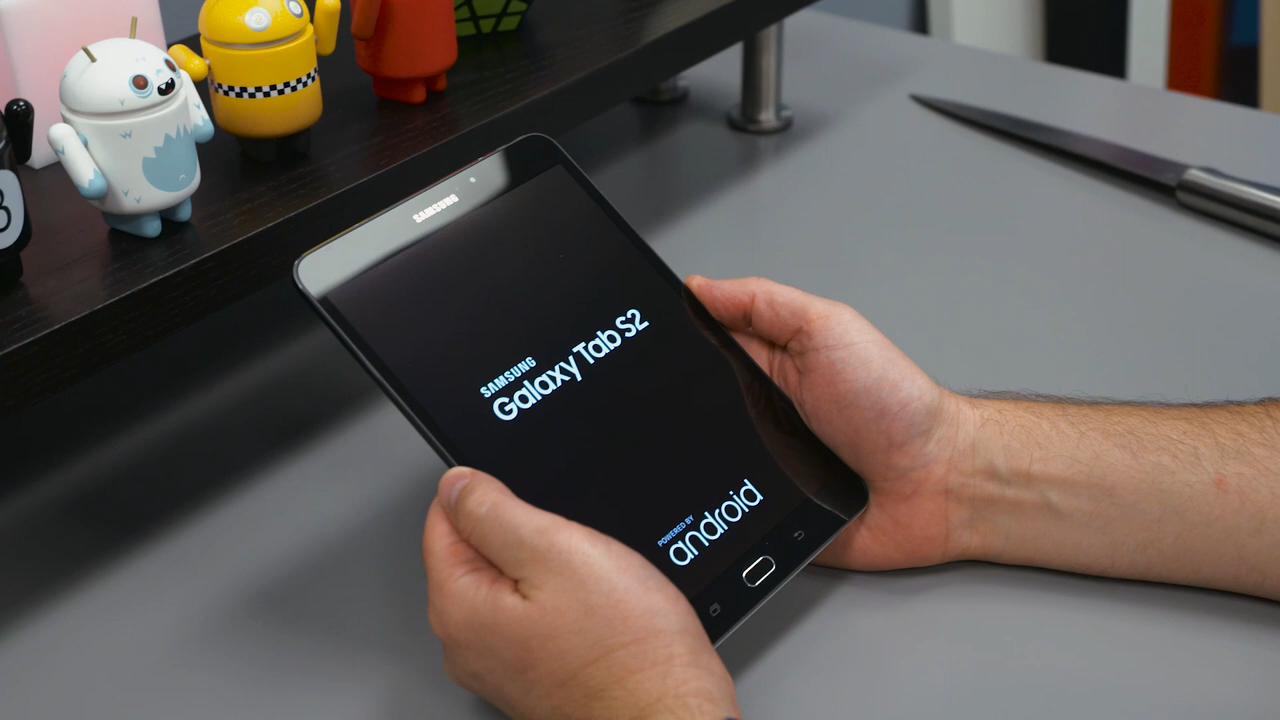 SAMSUNG
SAMSUNG
Galaxy Tab S2
POWERED BY
android